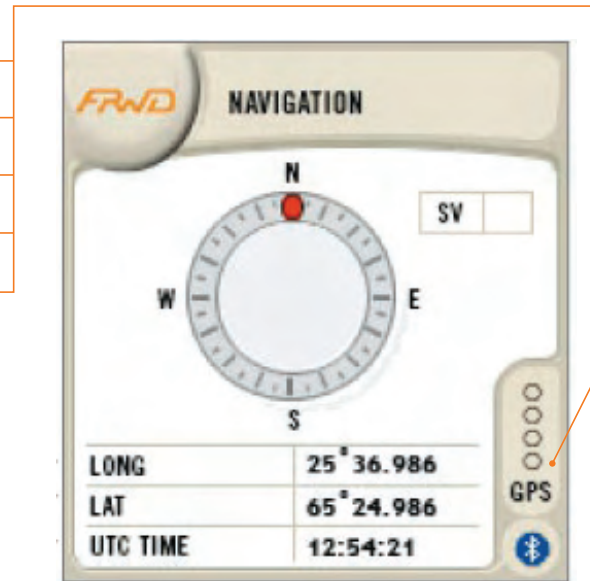 FRWD
NAVIGATION
N
SV
W
E
S
LONG 25°36.986
LAT 65°24.986
UTC TIME 12:54:21
GPS